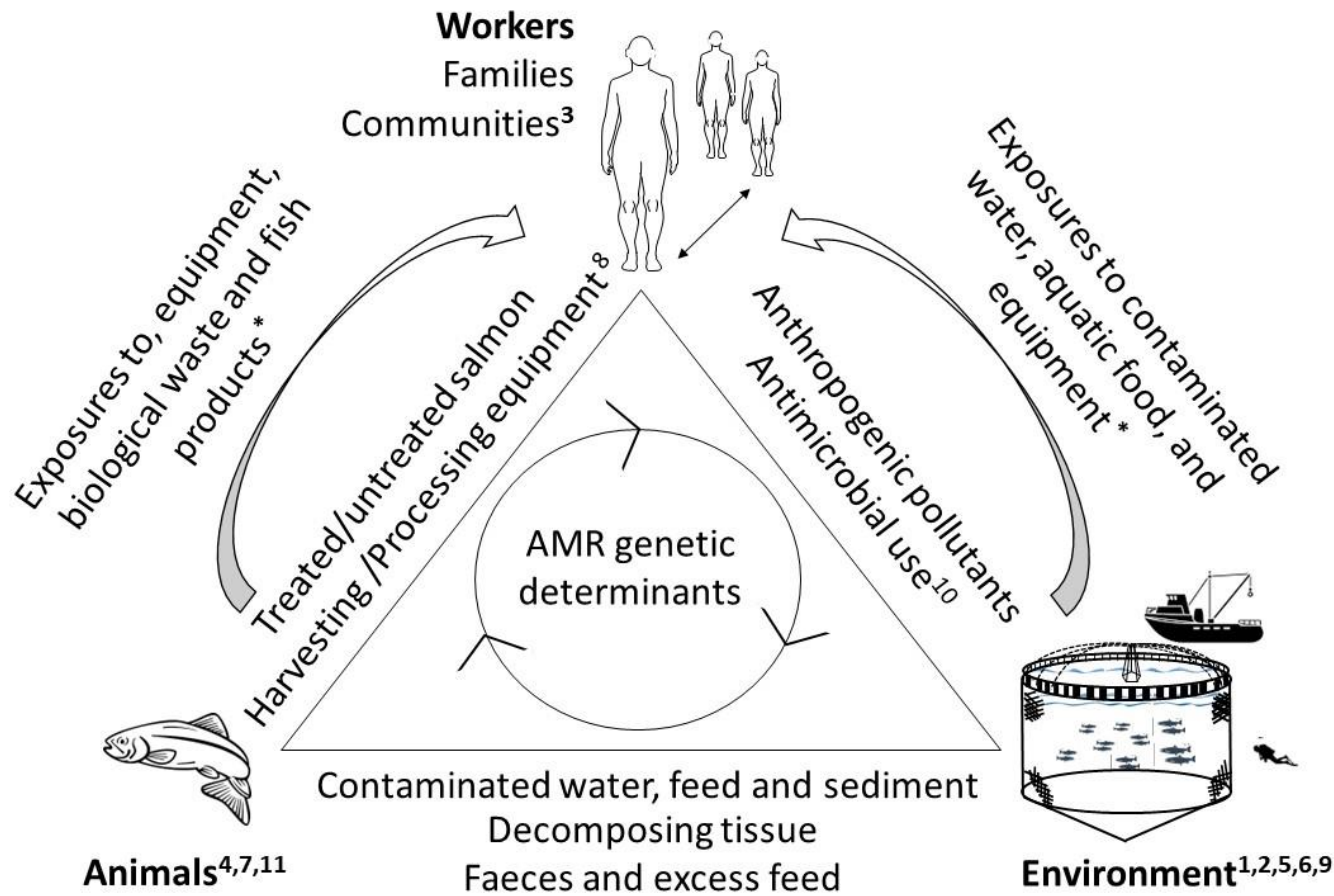 Workers
Families
Communities³
Exposures to, equipment,
biological waste and fish
products *
Treated/untreated salmon
Harvesting /Processing equipment⁸
Exposures to contaminated
water, aquatic food, and
equipment *
Anthropogenic pollutants
Antimicrobial use¹⁰
AMR genetic
determinants
Contaminated water, feed and sediment
Decomposing tissue
Faeces and excess feed
Animals⁴,⁷,¹¹
Environment¹,²,⁵,⁶,⁹